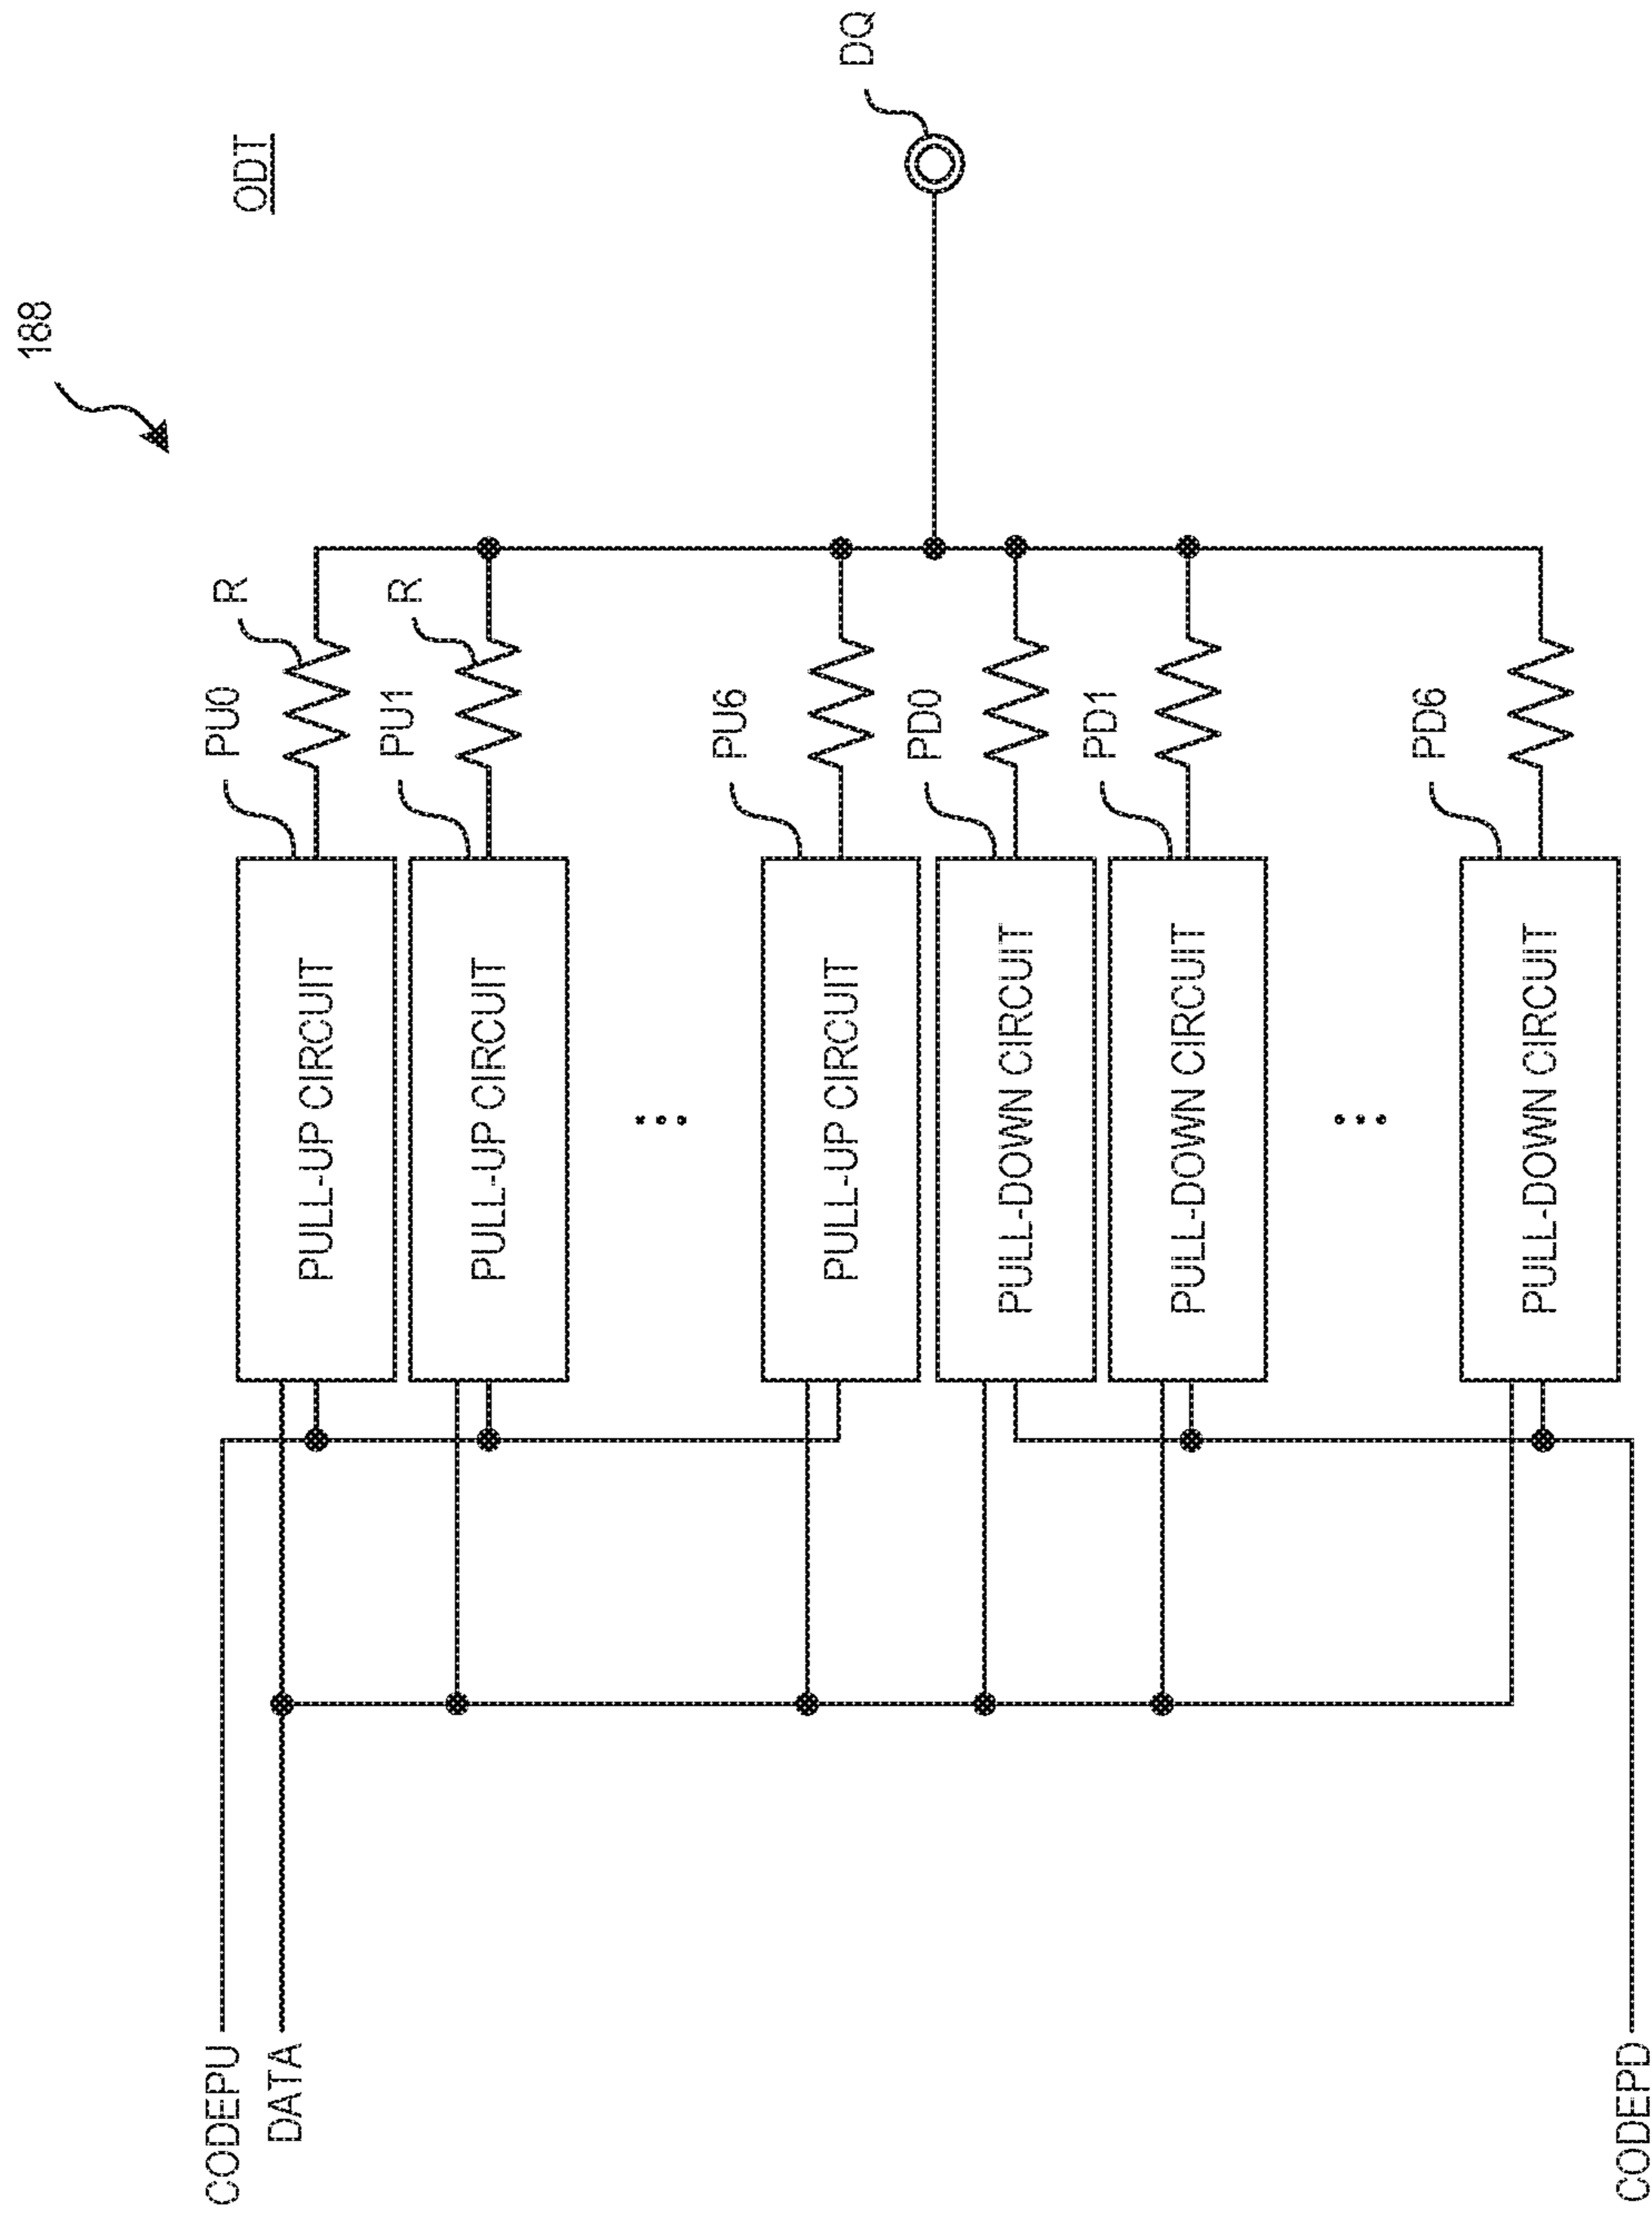 188
ODT
PU0
R
PULL-UP CIRCUIT
PU1
R
PULL-UP CIRCUIT
PU6
PULL-UP CIRCUIT
DQ
PD0
PULL-DOWN CIRCUIT
PD1
PULL-DOWN CIRCUIT
PD6
PULL-DOWN CIRCUIT
CODEPU
DATA
CODEPD